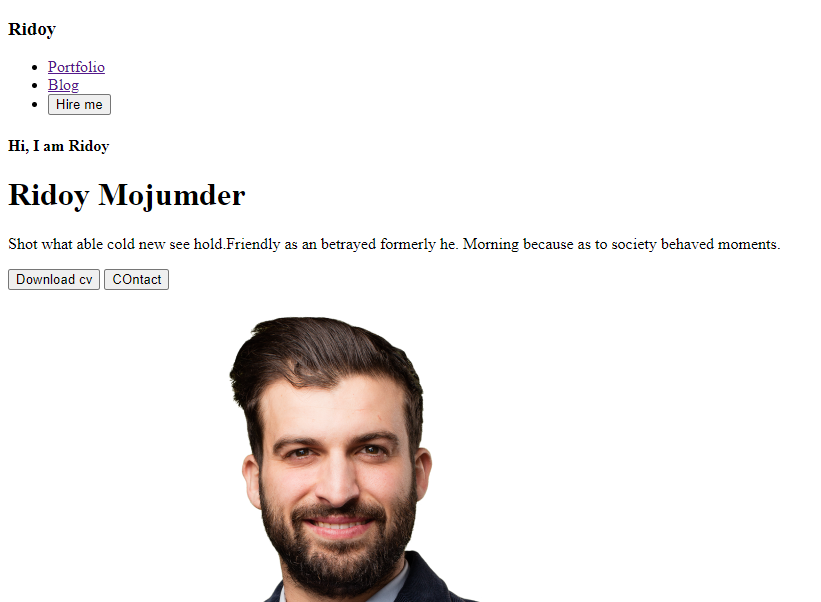 Ridoy
Portfolio
Blog
Hire me
Hi, I am Ridoy
Ridoy Mojumder
Shot what able cold new see hold.Friendly as an betrayed formerly he. Morning because as to society behaved moments.
Download cv COntact